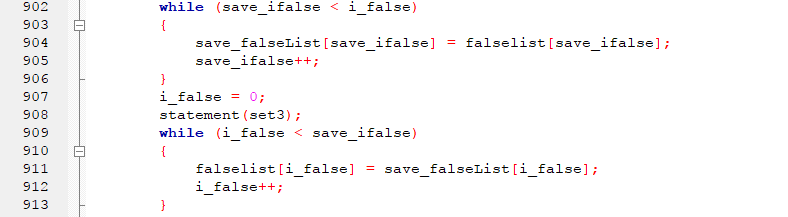 902 while (save_ifalse < i_false)
903 {
904 save_falseList[save_ifalse] = falselist[save_ifalse];
905 save_ifalse++;
906 }
907 i_false = 0;
908 statement(set3);
909 while (i_false < save_ifalse)
910 {
911 falselist[i_false] = save_falseList[i_false];
912 i_false++;
913 }